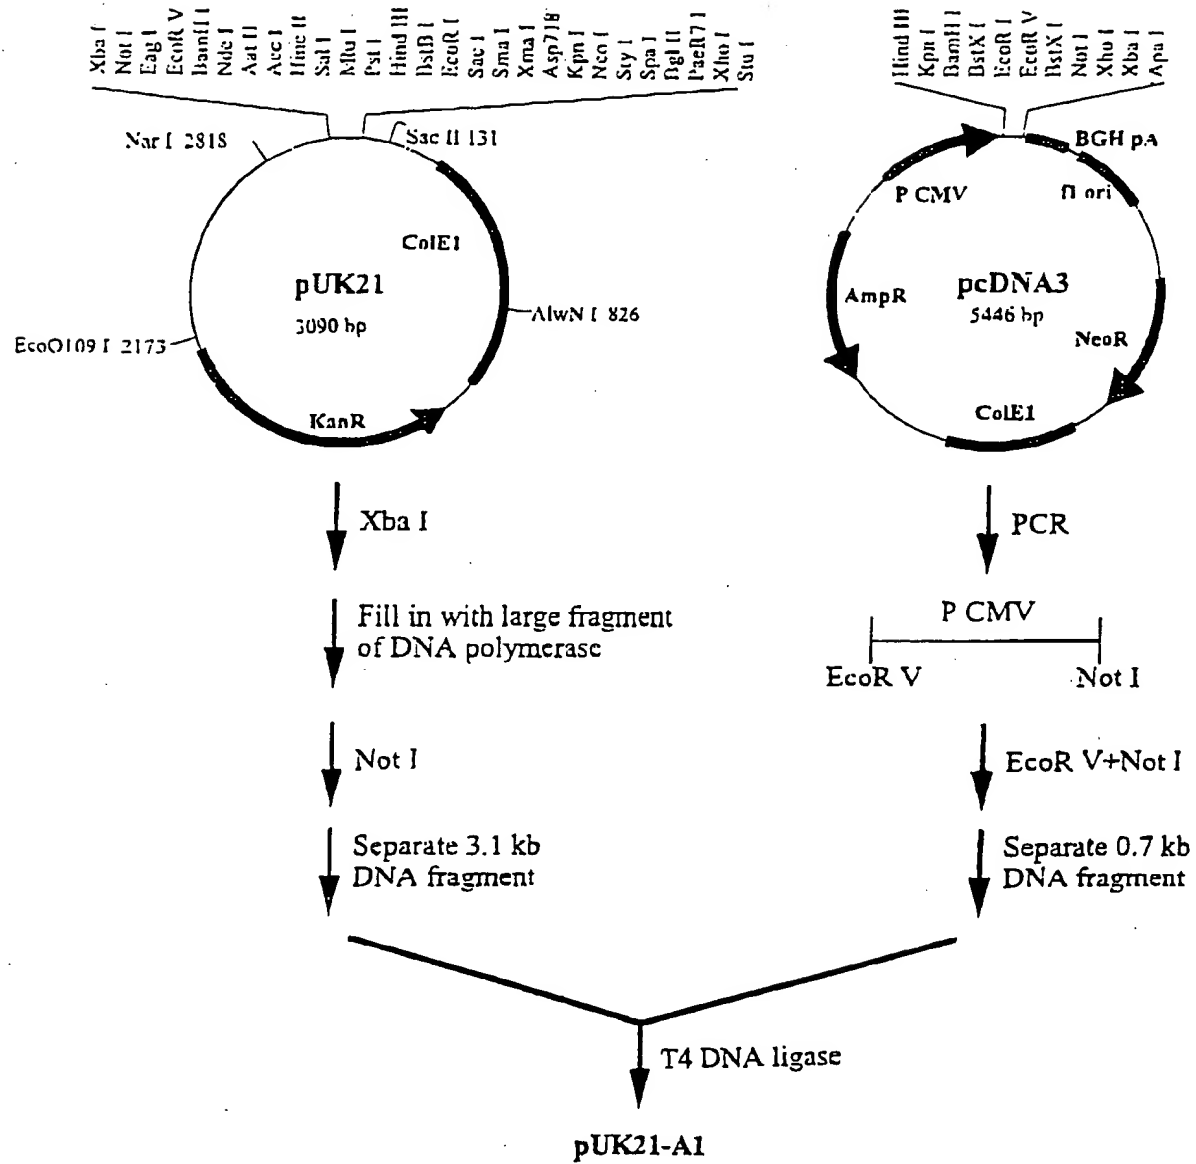 Xba I
Not I
Eag I
EcoR V
BamH I
Nde I
Aat II
Acc I
Hinc II
Sal I
Mlu I
Pst I
Hind III
BstB I
EcoR I
Sac I
Sma I
Xma I
Asp718
Kpn I
Nco I
Sty I
Spa I
Bgl II
PaeR7 I
Xho I
Stu I
Hind III
Kpn I
BamH I
BstX I
EcoR I
EcoR V
BstX I
Not I
Xho I
Xba I
Apa I
Nar I 2818
Sac II 131
ColE1
pUK21
3090 bp
AlwN I 826
EcoO109 I 2173
KanR
BGH pA
P CMV
f1 ori
AmpR
pcDNA3
5446 bp
NeoR
ColE1
Xba I
PCR
Fill in with large fragment
of DNA polymerase
P CMV
EcoR V
Not I
Not I
EcoR V+Not I
Separate 3.1 kb
DNA fragment
Separate 0.7 kb
DNA fragment
T4 DNA ligase
pUK21-A1